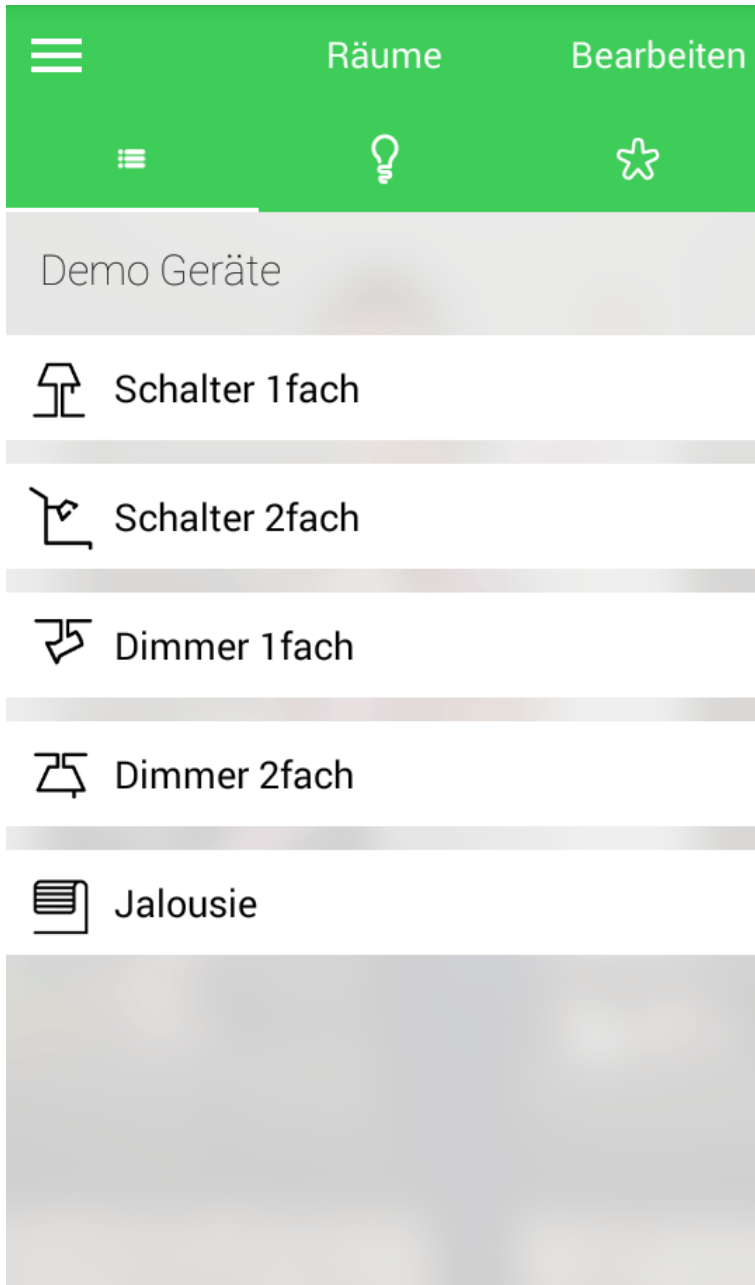 Räume Bearbeiten
Demo Geräte
Schalter 1fach
Schalter 2fach
Dimmer 1fach
Dimmer 2fach
Jalousie